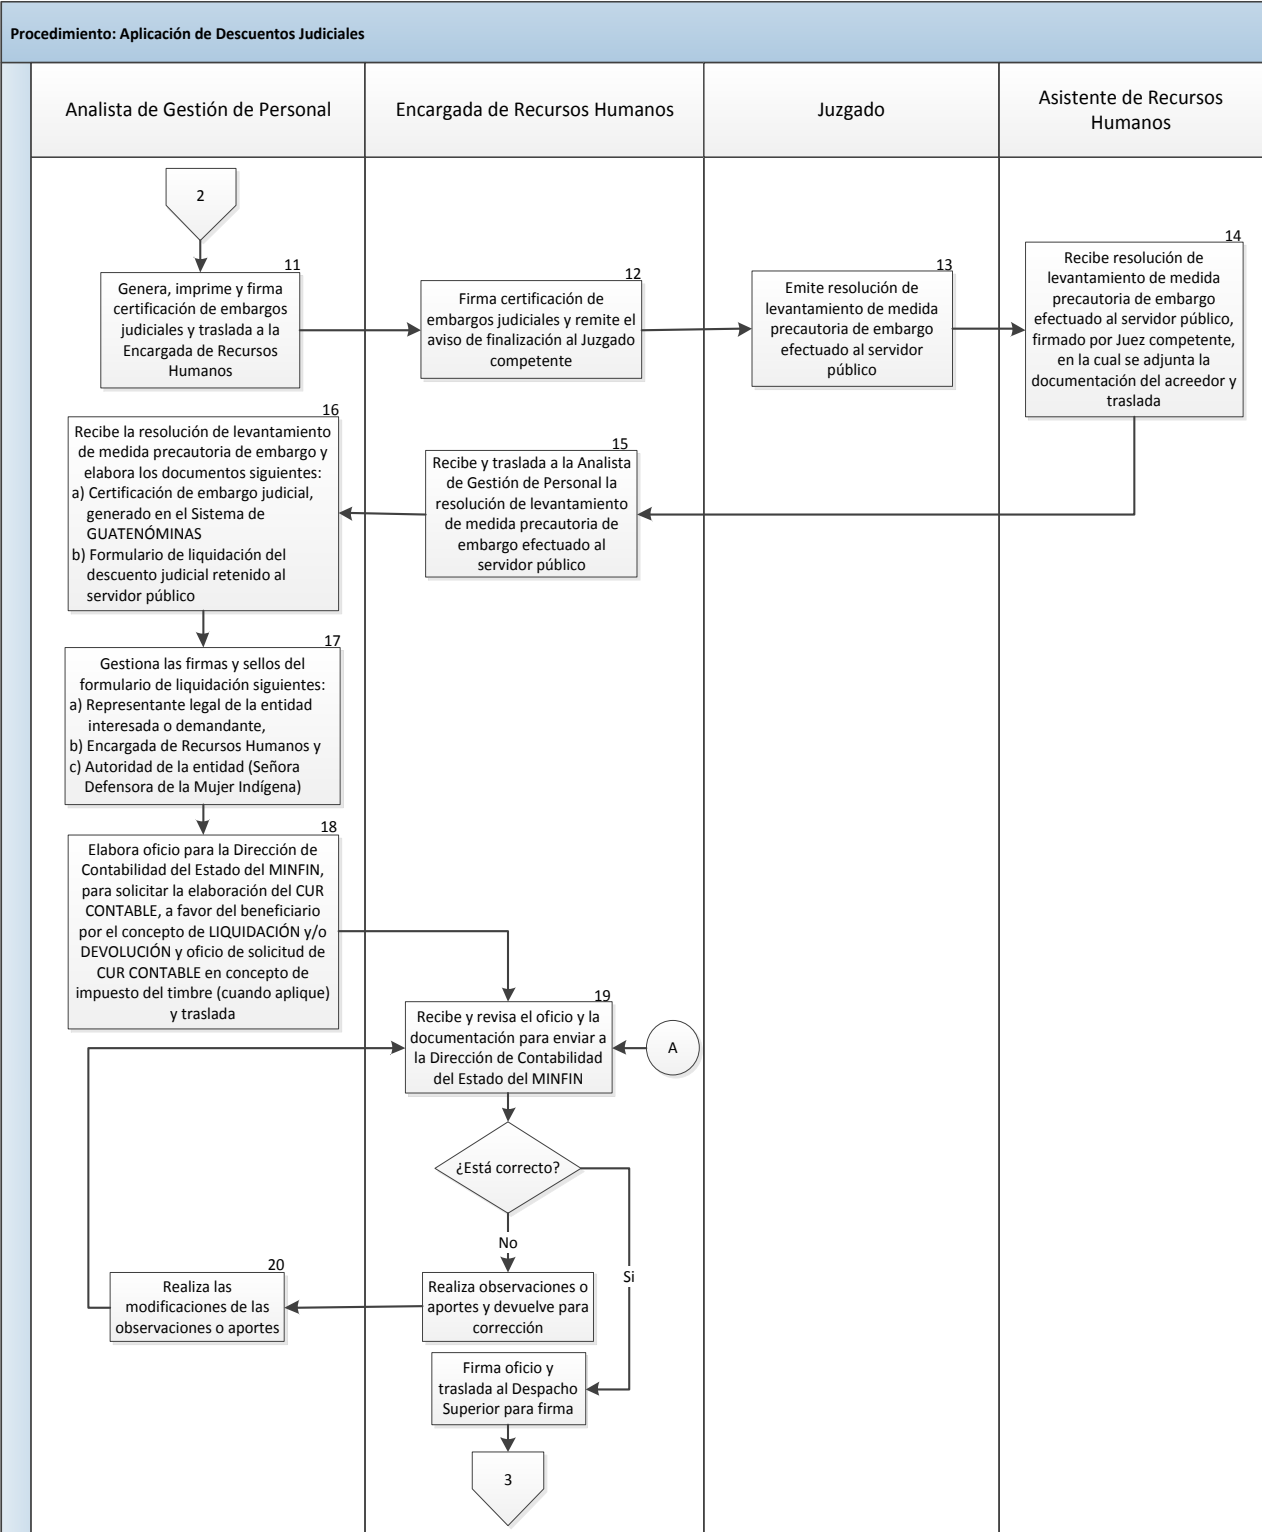 Procedimiento: Aplicación de Descuentos Judiciales
Analista de Gestión de Personal
Encargada de Recursos Humanos
Juzgado
Asistente de Recursos
Humanos
2
11
Genera, imprime y firma
certificación de embargos
judiciales y traslada a la
Encargada de Recursos
Humanos
12
Firma certificación de
embargos judiciales y remite el
aviso de finalización al Juzgado
competente
13
Emite resolución de
levantamiento de medida
precautoria de embargo
efectuado al servidor
público
14
Recibe resolución de
levantamiento de medida
precautoria de embargo
efectuado al servidor público,
firmado por Juez competente,
en la cual se adjunta la
documentación del acreedor y
traslada
15
Recibe y traslada a la Analista
de Gestión de Personal la
resolución de levantamiento
de medida precautoria de
embargo efectuado al
servidor público
16
Recibe la resolución de levantamiento
de medida precautoria de embargo y
elabora los documentos siguientes:
a) Certificación de embargo judicial,
generado en el Sistema de
GUATENÓMINAS
b) Formulario de liquidación del
descuento judicial retenido al
servidor público
17
Gestiona las firmas y sellos del
formulario de liquidación siguientes:
a) Representante legal de la entidad
interesada o demandante,
b) Encargada de Recursos Humanos y
c) Autoridad de la entidad (Señora
Defensora de la Mujer Indígena)
18
Elabora oficio para la Dirección de
Contabilidad del Estado del MINFIN,
para solicitar la elaboración del CUR
CONTABLE, a favor del beneficiario
por el concepto de LIQUIDACIÓN y/o
DEVOLUCIÓN y oficio de solicitud de
CUR CONTABLE en concepto de
impuesto del timbre (cuando aplique)
y traslada
19
Recibe y revisa el oficio y la
documentación para enviar a
la Dirección de Contabilidad
del Estado del MINFIN
A
¿Está correcto?
No
Si
Realiza observaciones o
aportes y devuelve para
corrección
20
Realiza las
modificaciones de las
observaciones o aportes
Firma oficio y
traslada al Despacho
Superior para firma
3